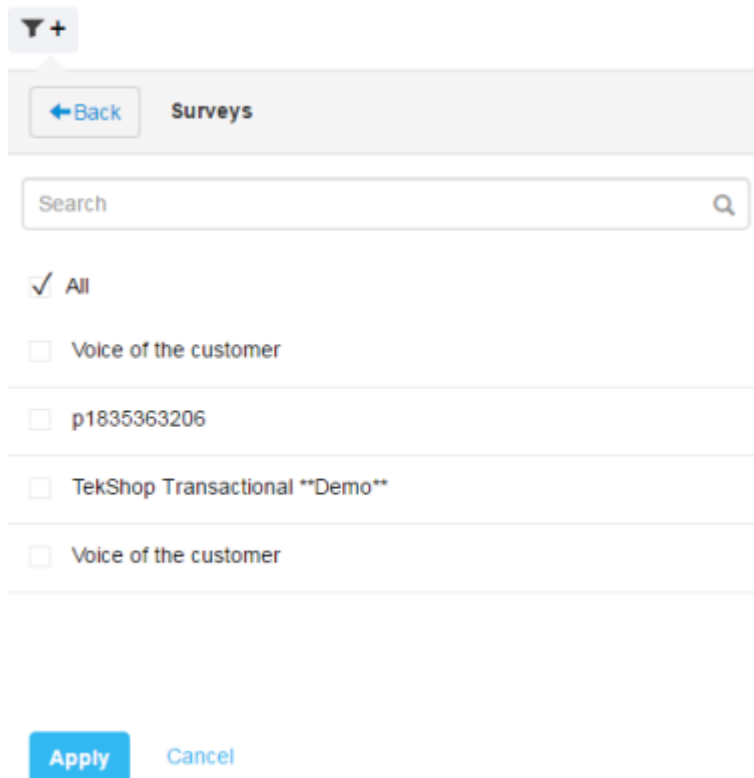 +
Back Surveys
Search
All
Voice of the customer
p1835363206
TekShop Transactional **Demo**
Voice of the customer
Apply Cancel